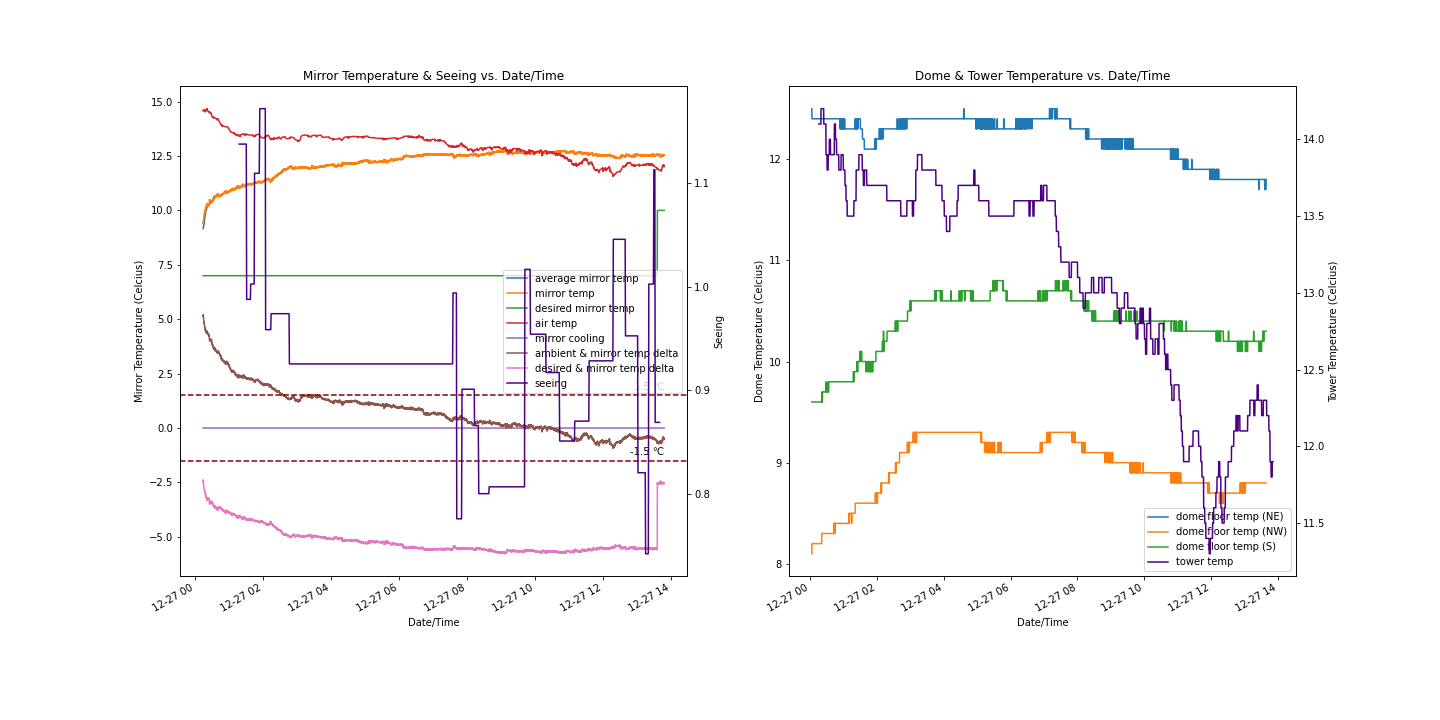 Mirror Temperature & Seeing vs. Date/Time
Mirror Temperature (Celcius)
15.0
12.5
10.0
7.5
5.0
2.5
0.0
−2.5
−5.0
12-27 00
12-27 02
12-27 04
12-27 06
12-27 08
12-27 10
12-27 12
12-27 14
Date/Time
1.1
1.0
0.9
0.8
Seeing
average mirror temp
mirror temp
desired mirror temp
air temp
mirror cooling
ambient & mirror temp delta
desired & mirror temp delta
seeing
1.5 °C
-1.5 °C
Dome & Tower Temperature vs. Date/Time
Dome Temperature (Celcius)
12
11
10
9
8
12-27 00
12-27 02
12-27 04
12-27 06
12-27 08
12-27 10
12-27 12
12-27 14
Date/Time
14.0
13.5
13.0
12.5
12.0
11.5
Tower Temperature (Celcius)
dome floor temp (NE)
dome floor temp (NW)
dome floor temp (S)
tower temp